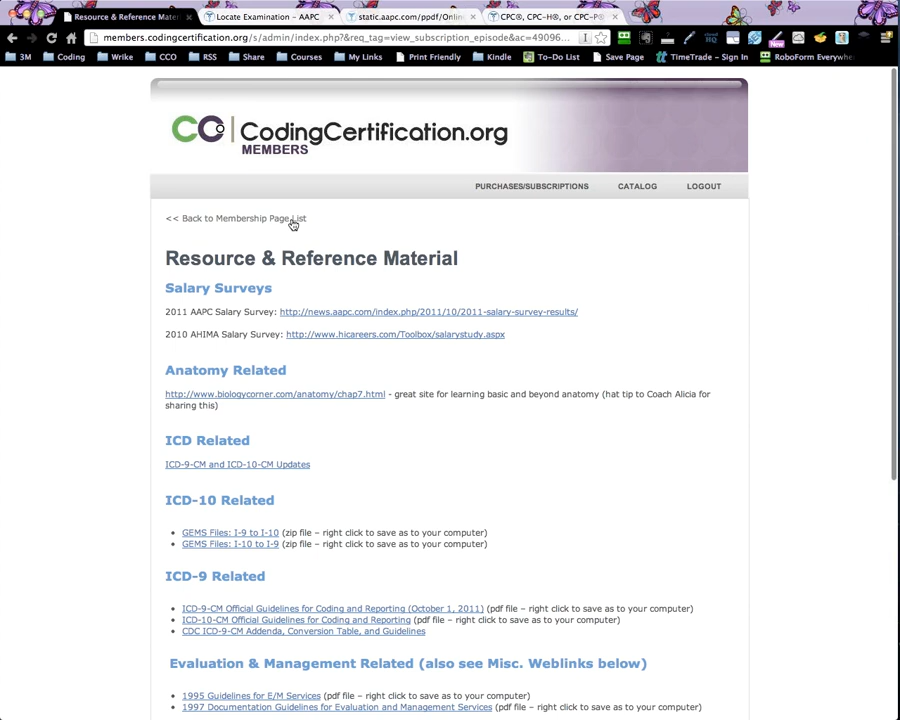 Resource & Reference Mater
Locate Examination – AAPC
static.aapc.com/ppdf/Onlin
CPC®, CPC-H®, or CPC-P®
members.codingcertification.org/s/admin/index.php?&req_tag=view_subscription_episode&ac=49096...
3M
Coding
Wrike
CCO
RSS
Share
Courses
My Links
Print Friendly
Kindle
To-Do List
Save Page
TimeTrade – Sign In
RoboForm Everywhe
CodingCertification.org
MEMBERS
PURCHASES/SUBSCRIPTIONS
CATALOG
LOGOUT
<< Back to Membership Page List
Resource & Reference Material
Salary Surveys
2011 AAPC Salary Survey: http://news.aapc.com/index.php/2011/10/2011-salary-survey-results/
2010 AHIMA Salary Survey: http://www.hicareers.com/Toolbox/salarystudy.aspx
Anatomy Related
http://www.biologycorner.com/anatomy/chap7.html - great site for learning basic and beyond anatomy (hat tip to Coach Alicia for
sharing this)
ICD Related
ICD-9-CM and ICD-10-CM Updates
ICD-10 Related
• GEMS Files: I-9 to I-10 (zip file – right click to save as to your computer)
• GEMS Files: I-10 to I-9 (zip file – right click to save as to your computer)
ICD-9 Related
• ICD-9-CM Official Guidelines for Coding and Reporting (October 1, 2011) (pdf file – right click to save as to your computer)
• ICD-10-CM Official Guidelines for Coding and Reporting (pdf file – right click to save as to your computer)
• CDC ICD-9-CM Addenda, Conversion Table, and Guidelines
Evaluation & Management Related (also see Misc. Weblinks below)
• 1995 Guidelines for E/M Services (pdf file – right click to save as to your computer)
• 1997 Documentation Guidelines for Evaluation and Management Services (pdf file – right click to save as to your computer)